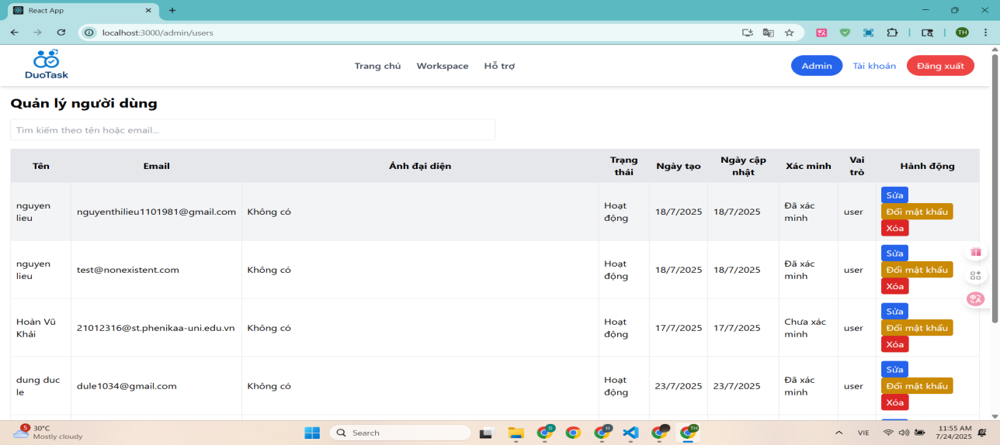 React App
localhost:3000/admin/users
TH
DuoTask
Trang chủ
Workspace
Hỗ trợ
Admin
Tài khoản
Đăng xuất
Quản lý người dùng
Tìm kiếm theo tên hoặc email...
Tên
Email
Ảnh đại diện
Trạng
thái
Ngày tạo
Ngày cập
nhật
Xác minh
Vai
trò
Hành động
nguyen
lieu
nguyenthilieu1101981@gmail.com
Không có
Hoạt
động
18/7/2025
18/7/2025
Đã xác
minh
user
Sửa
Đổi mật khẩu
Xóa
nguyen
lieu
test@nonexistent.com
Không có
Hoạt
động
18/7/2025
18/7/2025
Đã xác
minh
user
Sửa
Đổi mật khẩu
Xóa
Hoàn Vũ
Khải
21012316@st.phenikaa-uni.edu.vn
Không có
Hoạt
động
17/7/2025
17/7/2025
Chưa xác
minh
user
Sửa
Đổi mật khẩu
Xóa
dung duc
le
dule1034@gmail.com
Không có
Hoạt
động
23/7/2025
23/7/2025
Đã xác
minh
user
Sửa
Đổi mật khẩu
Xóa
5
30°C
Mostly cloudy
Search
D
H
TH
VIE
11:55 AM
7/24/2025